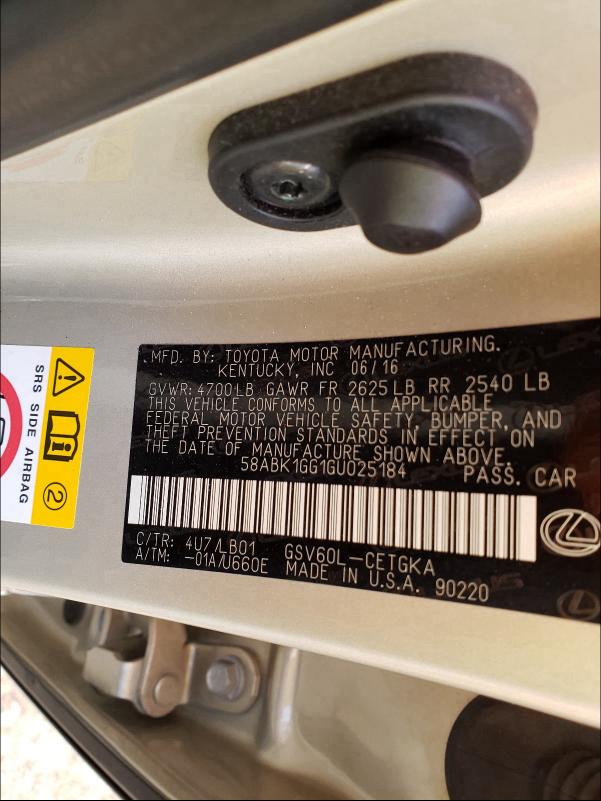 MFD. BY: TOYOTA MOTOR MANUFACTURING.
KENTUCKY, INC 06/16
GVWR: 4700LB GAWR FR 2625LB RR 2540 LB
THIS VEHICLE CONFORMS TO ALL APPLICABLE
FEDERAL MOTOR VEHICLE SAFETY, BUMPER, AND
THEFT PREVENTION STANDARDS IN EFFECT ON
THE DATE OF MANUFACTURE SHOWN ABOVE.
58ABK1GG1GU025184 PASS. CAR
C/TR: 4U7/LB01 GSV60L-CETGKA
A/TM: -01A/U660E MADE IN U.S.A. 90220
SRS SIDE AIRBAG
2